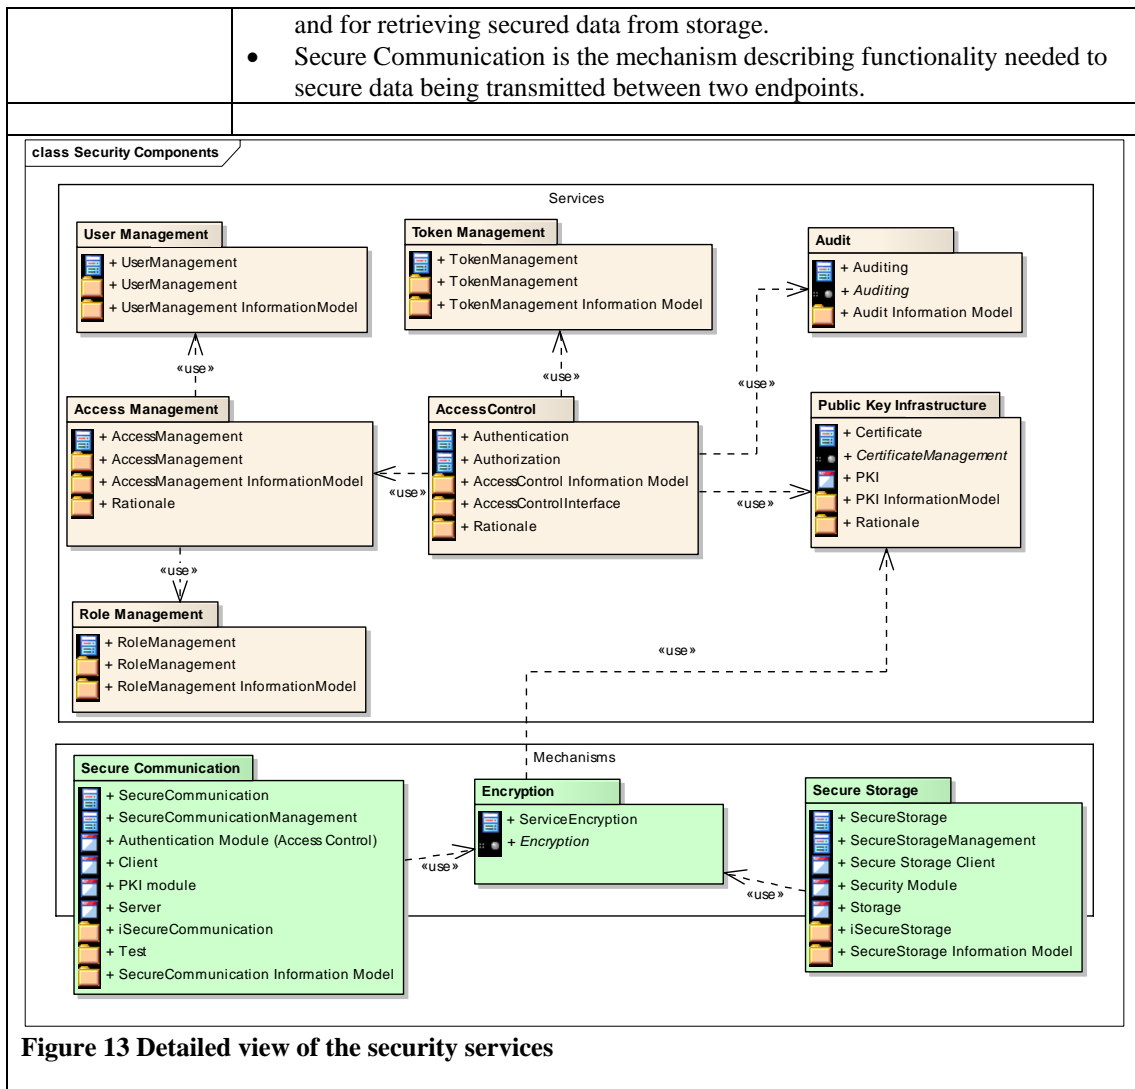 and for retrieving secured data from storage.
• Secure Communication is the mechanism describing functionality needed to
secure data being transmitted between two endpoints.
class Security Components
Services
User Management
+ UserManagement
+ UserManagement
+ UserManagement InformationModel
Token Management
+ TokenManagement
+ TokenManagement
+ TokenManagement Information Model
Audit
+ Auditing
+ Auditing
+ Audit Information Model
«use»
«use»
«use»
Access Management
+ AccessManagement
+ AccessManagement
+ AccessManagement InformationModel
+ Rationale
AccessControl
+ Authentication
+ Authorization
+ AccessControl Information Model
+ AccessControlInterface
+ Rationale
Public Key Infrastructure
+ Certificate
+ CertificateManagement
+ PKI
+ PKI InformationModel
+ Rationale
«use»
«use»
«use»
Role Management
+ RoleManagement
+ RoleManagement
+ RoleManagement InformationModel
«use»
Mechanisms
Secure Communication
+ SecureCommunication
+ SecureCommunicationManagement
+ Authentication Module (Access Control)
+ Client
+ PKI module
+ Server
+ iSecureCommunication
+ Test
+ SecureCommunication Information Model
Encryption
+ ServiceEncryption
+ Encryption
«use»
«use»
Secure Storage
+ SecureStorage
+ SecureStorageManagement
+ Secure Storage Client
+ Security Module
+ Storage
+ iSecureStorage
+ SecureStorage Information Model
Figure 13 Detailed view of the security services